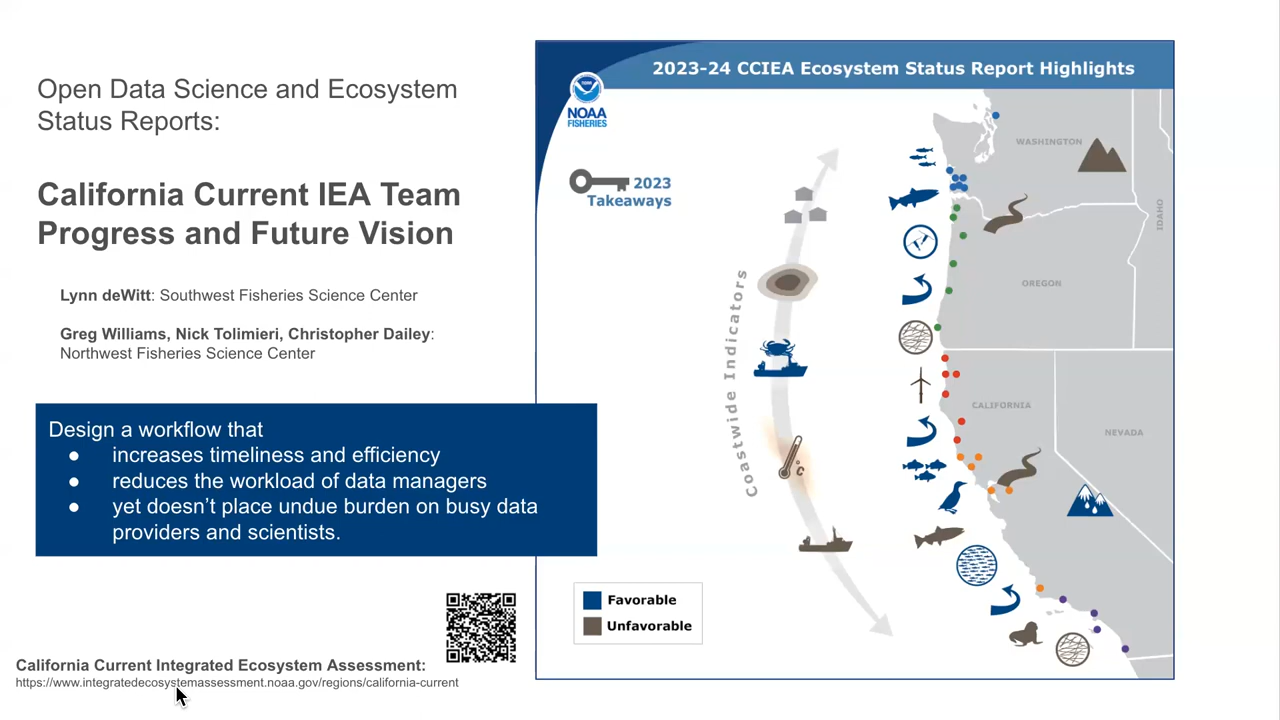 Open Data Science and Ecosystem
Status Reports:
California Current IEA Team
Progress and Future Vision
Lynn deWitt: Southwest Fisheries Science Center
Greg Williams, Nick Tolimieri, Christopher Dailey:
Northwest Fisheries Science Center
Design a workflow that
● increases timeliness and efficiency
● reduces the workload of data managers
● yet doesn’t place undue burden on busy data
providers and scientists.
California Current Integrated Ecosystem Assessment:
https://www.integratedecosystemassessment.noaa.gov/regions/california-current
2023-24 CCIEA Ecosystem Status Report Highlights
NOAA
FISHERIES
2023
Takeaways
Coastwide Indicators
°C
WASHINGTON
IDAHO
OREGON
CALIFORNIA
NEVADA
Favorable
Unfavorable